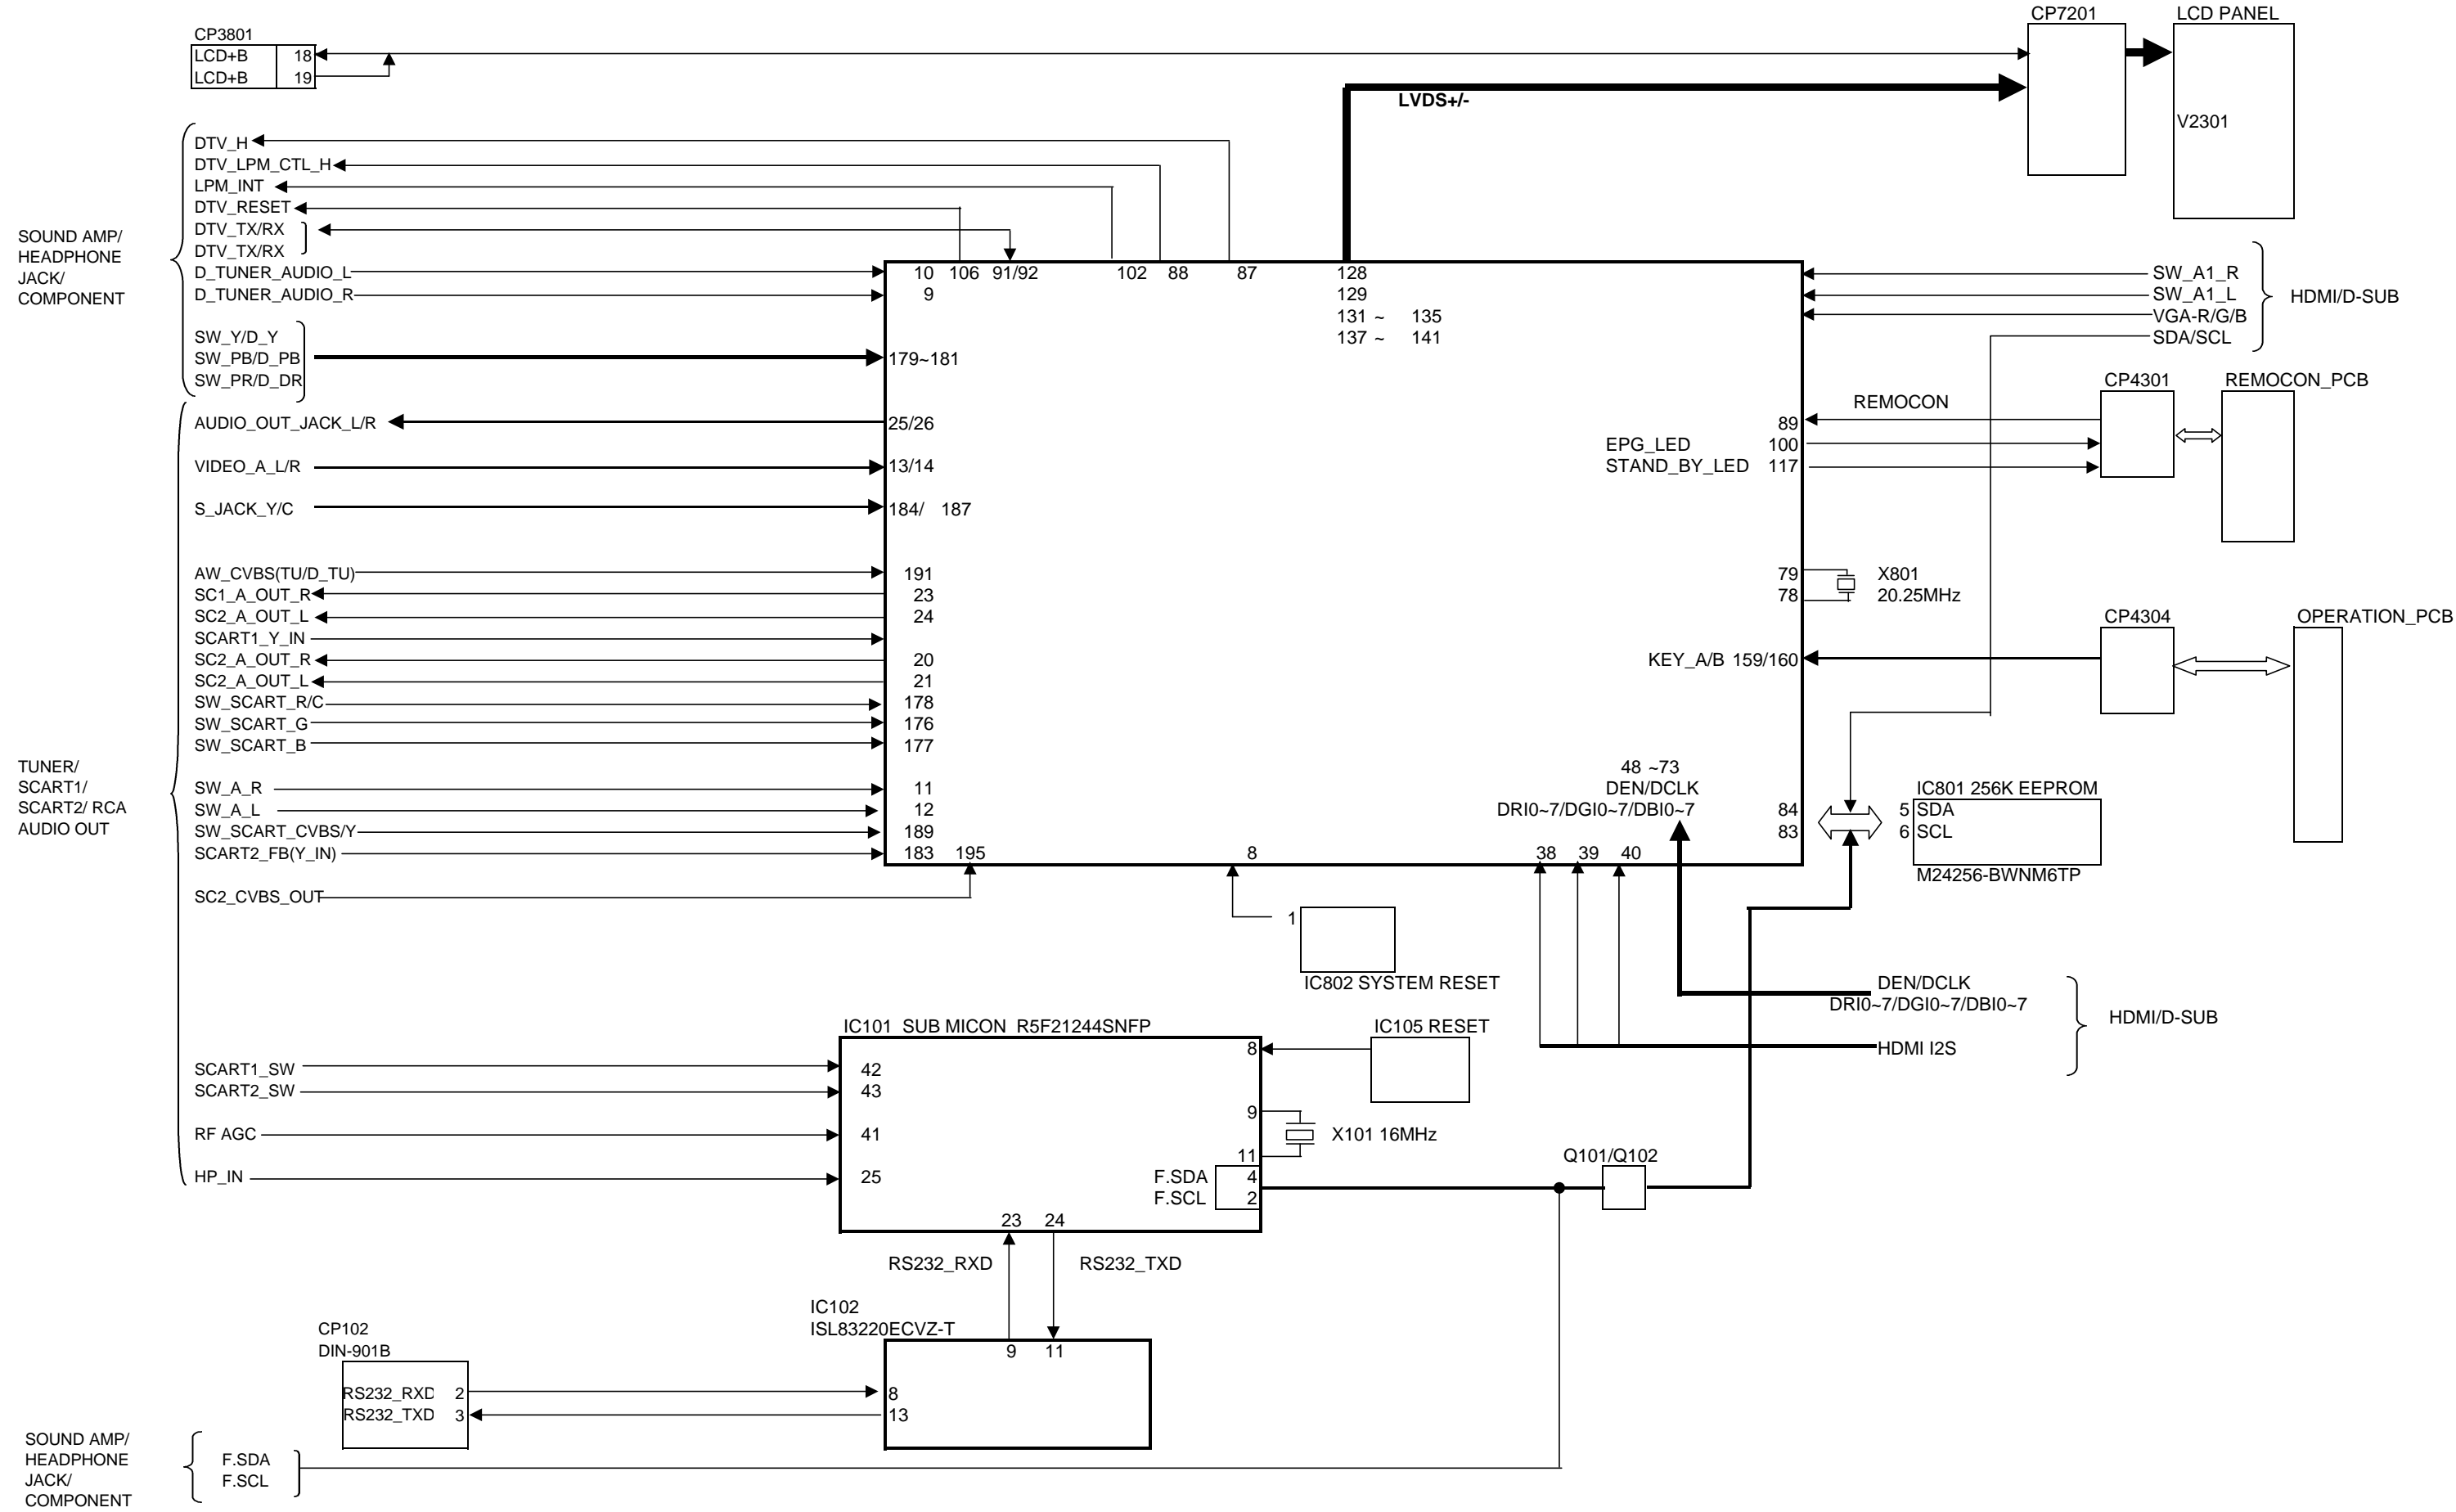 CP7201
LCD PANEL
CP3801
LCD+B 18
LCD+B 19
LVDS+/-
V2301
DTV_H
DTV_LPM_CTL_H
LPM_INT
DTV_RESET
DTV_TX/RX
DTV_TX/RX
D_TUNER_AUDIO_L
D_TUNER_AUDIO_R
SOUND AMP/
HEADPHONE
JACK/
COMPONENT
SW_Y/D_Y
SW_PB/D_PB
SW_PR/D_DR
10 106 91/92 102 88 87 128
9 129
131 ~ 135
137 ~ 141
179~181
SW_A1_R
SW_A1_L
VGA-R/G/B
SDA/SCL
HDMI/D-SUB
CP4301
REMOCON_PCB
REMOCON
89
EPG_LED 100
STAND_BY_LED 117
AUDIO_OUT_JACK_L/R
25/26
VIDEO_A_L/R
13/14
S_JACK_Y/C
184/ 187
AW_CVBS(TU/D_TU)
191
SC1_A_OUT_R
23
SC2_A_OUT_L
24
SCART1_Y_IN
SC2_A_OUT_R
20
SC2_A_OUT_L
21
SW_SCART_R/C
178
SW_SCART_G
176
SW_SCART_B
177
79
78
X801
20.25MHz
CP4304
OPERATION_PCB
KEY_A/B 159/160
TUNER/
SCART1/
SCART2/ RCA
AUDIO OUT
SW_A_R
11
SW_A_L
12
SW_SCART_CVBS/Y
189
SCART2_FB(Y_IN)
183 195
SC2_CVBS_OUT
48 ~73
DEN/DCLK
DRI0~7/DGI0~7/DBI0~7
84
83
IC801 256K EEPROM
5 SDA
6 SCL
M24256-BWNM6TP
8
38 39 40
1
IC802 SYSTEM RESET
DEN/DCLK
DRI0~7/DGI0~7/DBI0~7
HDMI I2S
HDMI/D-SUB
IC101 SUB MICON R5F21244SNFP
IC105 RESET
8
SCART1_SW
42
SCART2_SW
43
RF AGC
41
HP_IN
25
9
X101 16MHz
11
F.SDA 4
F.SCL 2
Q101/Q102
23 24
RS232_RXD
RS232_TXD
IC102
ISL83220ECVZ-T
9 11
8
13
CP102
DIN-901B
RS232_RXD 2
RS232_TXD 3
SOUND AMP/
HEADPHONE
JACK/
COMPONENT
F.SDA
F.SCL